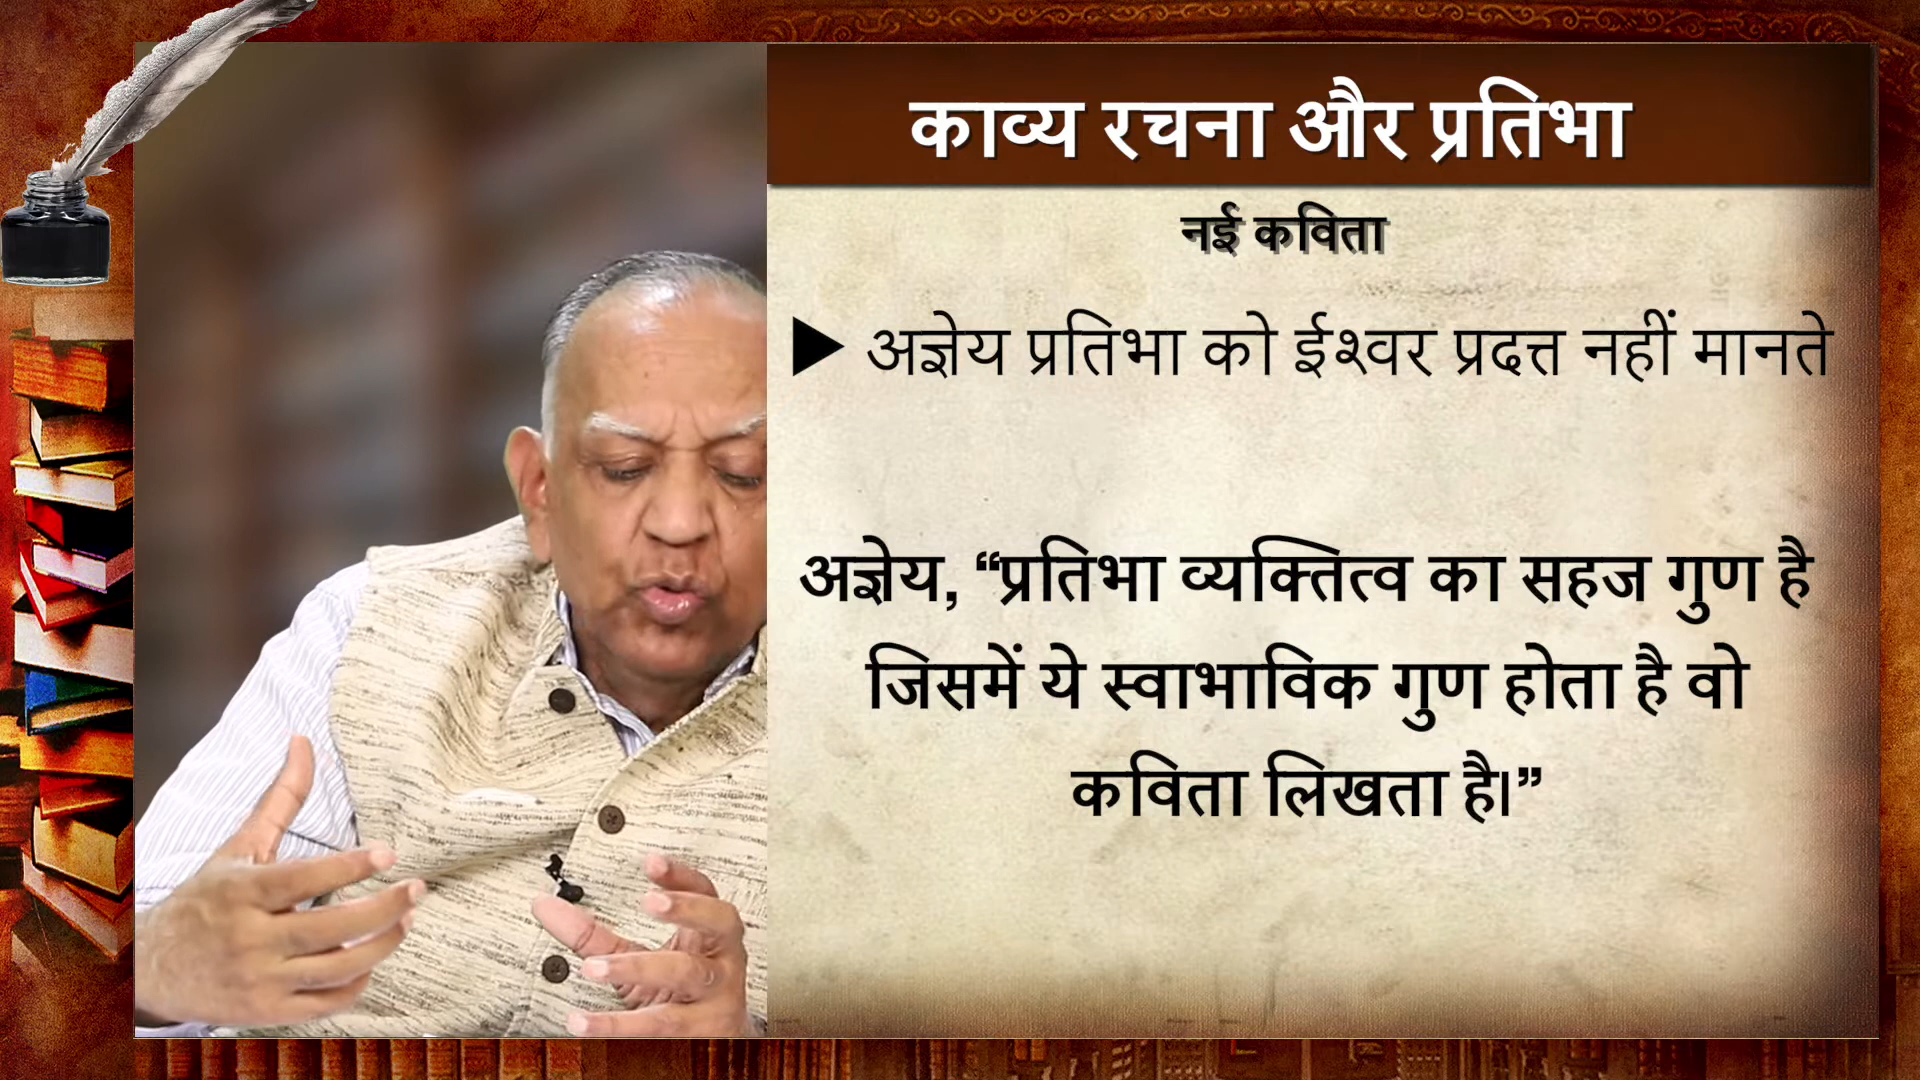 काव्य रचना और प्रतिभा
नई कविता
▶ अज्ञेय प्रतिभा को ईश्वर प्रदत्त नहीं मानते
अज्ञेय, “प्रतिभा व्यक्तित्व का सहज गुण है
जिसमें ये स्वाभाविक गुण होता है वो
कविता लिखता है।”